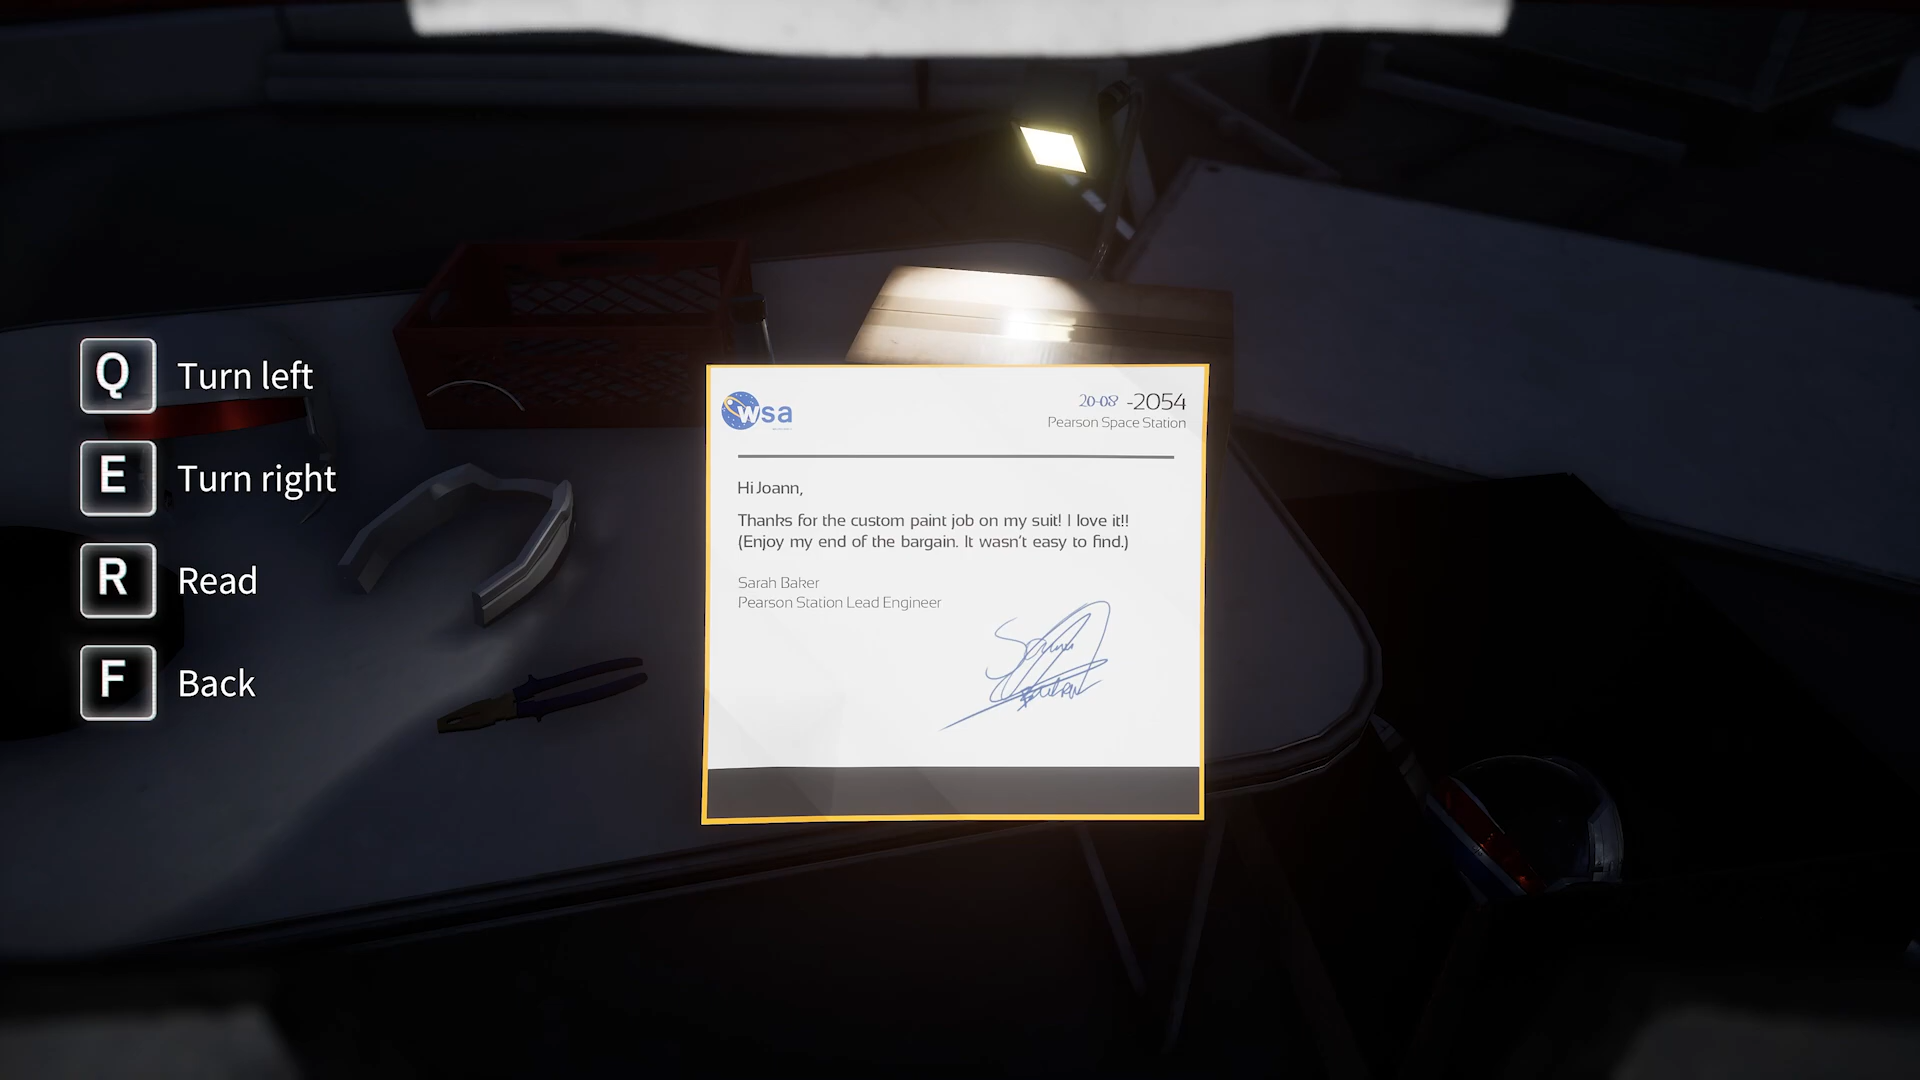 Q Turn left
E Turn right
R Read
F Back
wsa
20-08 -2054
Pearson Space Station
Hi Joann,
Thanks for the custom paint job on my suit! I love it!!
(Enjoy my end of the bargain. It wasn't easy to find.)
Sarah Baker
Pearson Station Lead Engineer